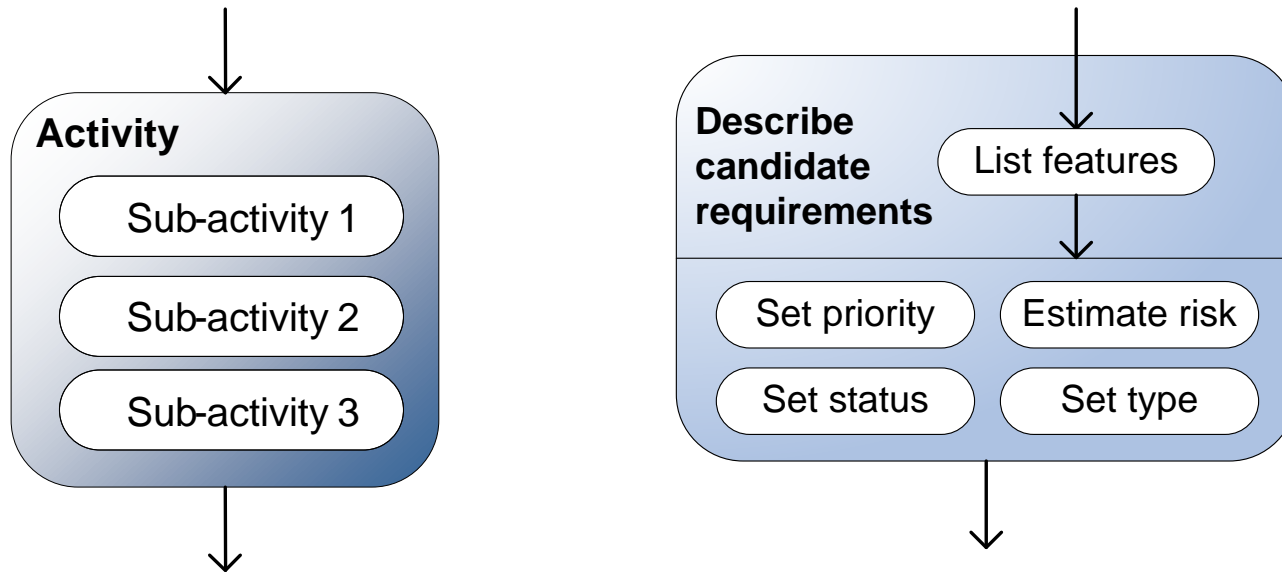 Activity
Sub-activity 1
Sub-activity 2
Sub-activity 3
Describe
candidate
requirements
List features
Set priority
Estimate risk
Set status
Set type